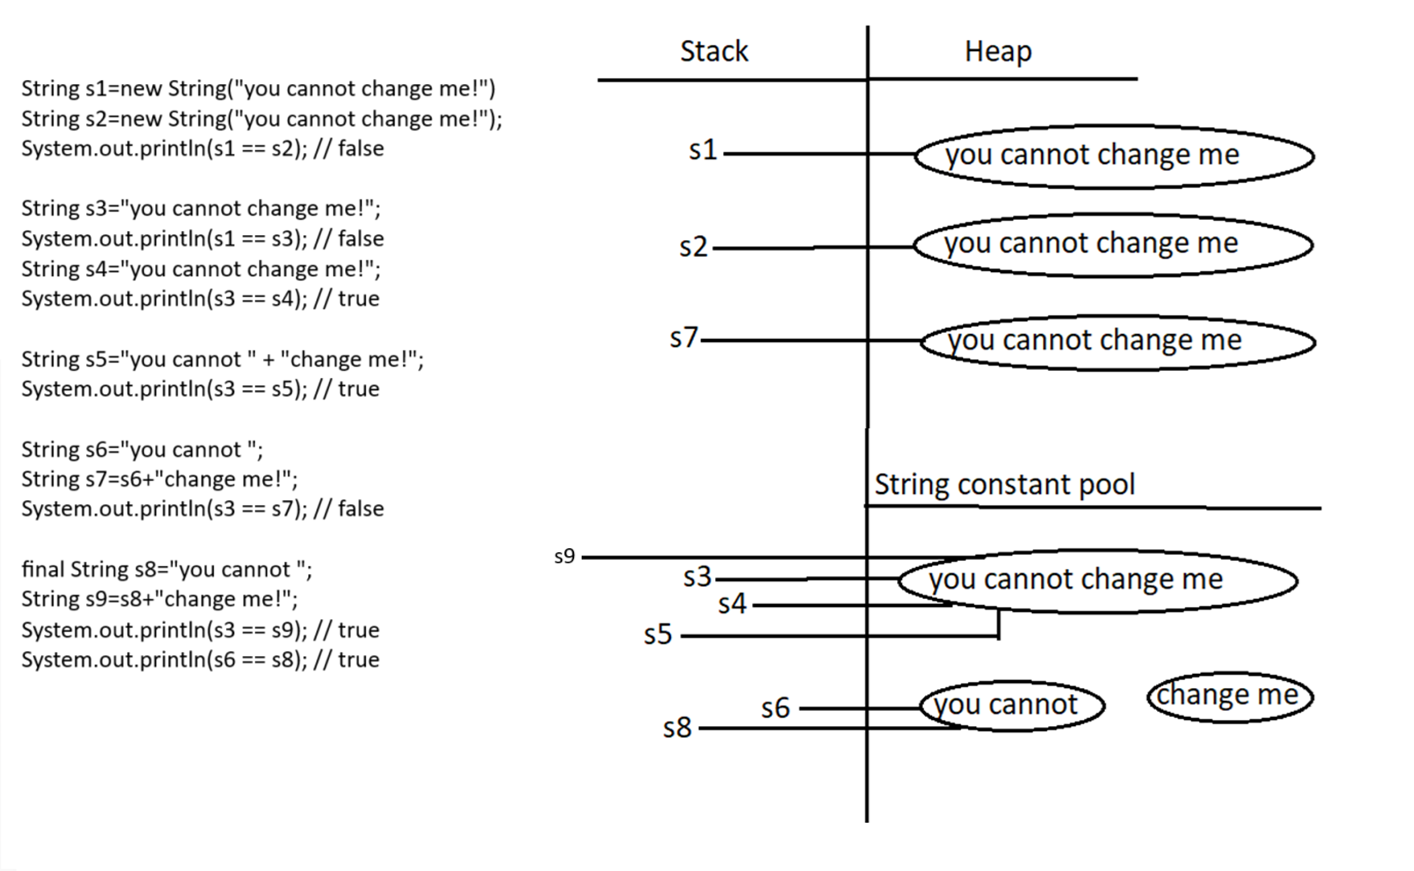 String s1=new String("you cannot change me!")
String s2=new String("you cannot change me!");
System.out.println(s1 == s2); // false
String s3="you cannot change me!";
System.out.println(s1 == s3); // false
String s4="you cannot change me!";
System.out.println(s3 == s4); // true
String s5="you cannot " + "change me!";
System.out.println(s3 == s5); // true
String s6="you cannot ";
String s7=s6+"change me!";
System.out.println(s3 == s7); // false
final String s8="you cannot ";
String s9=s8+"change me!";
System.out.println(s3 == s9); // true
System.out.println(s6 == s8); // true
Stack Heap
s1 you cannot change me
s2 you cannot change me
s7 you cannot change me
String constant pool
s9
s3 you cannot change me
s4
s5
s6 you cannot change me
s8